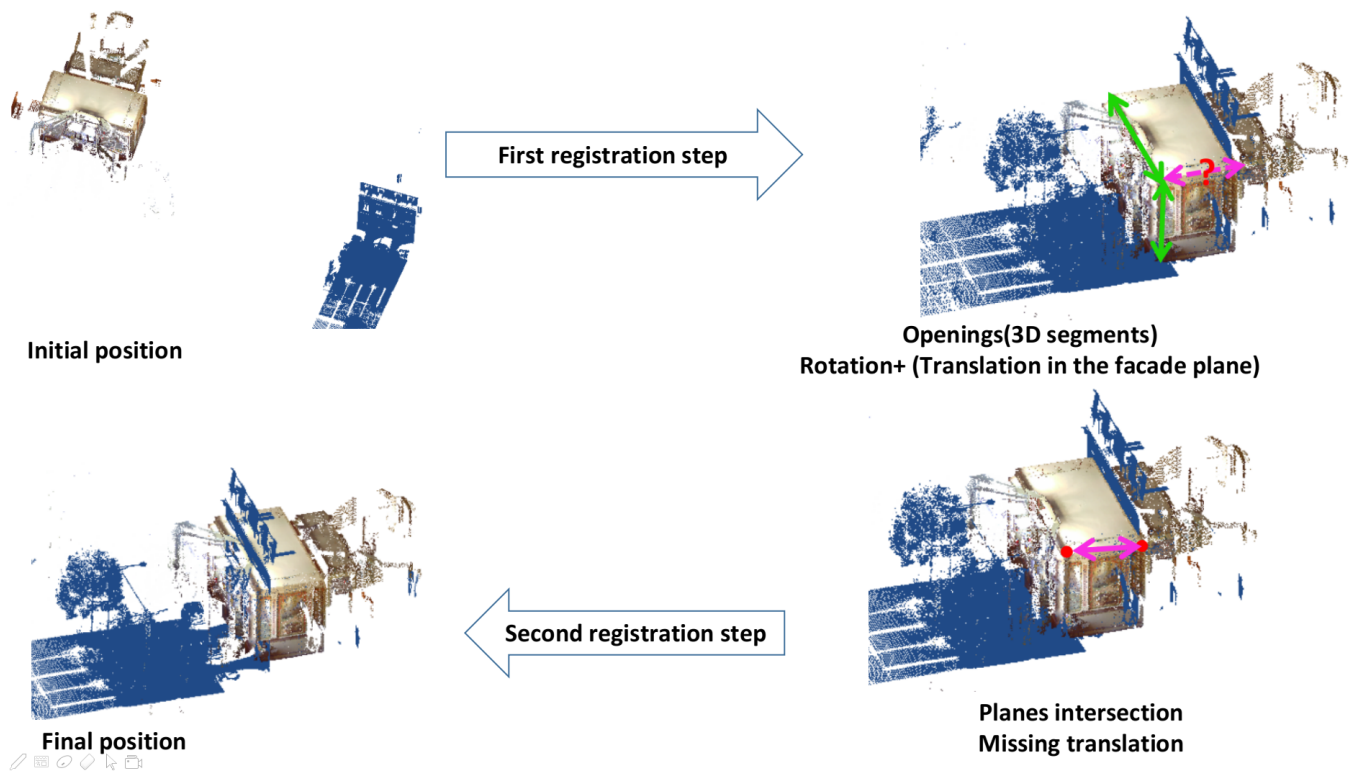 First registration step
?
Initial position
Openings(3D segments)
Rotation+ (Translation in the facade plane)
Second registration step
Planes intersection
Missing translation
Final position